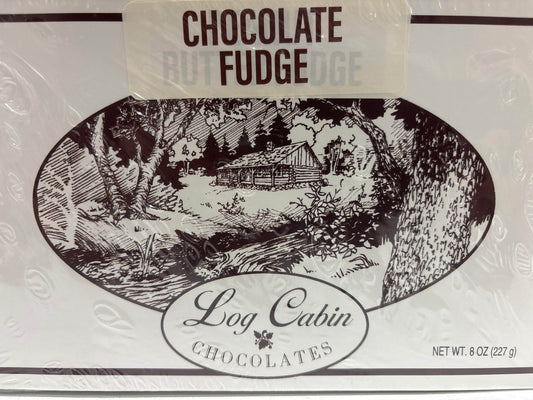 CHOCOLATE
FUDGE
Log Cabin
CHOCOLATES
NET WT. 8 OZ (227 g)